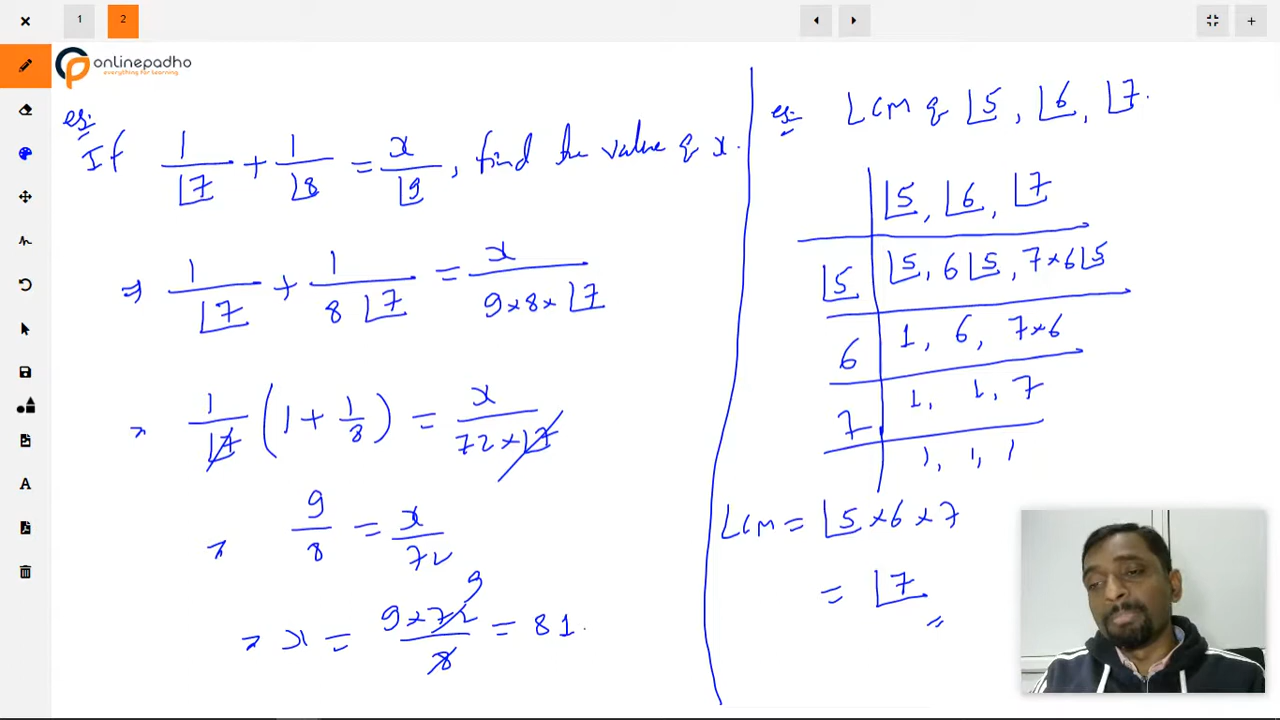 1 2
onlinepadho
everything for learning
eg:
If 1/⌊7 + 1/⌊8 = x/⌊9, find the value of x.
⇒ 1/⌊7 + 1/(8 ⌊7) = x/(9×8×⌊7)
⇒ 1/⌊7 (1 + 1/8) = x/(72×⌊7)
⇒ 9/8 = x/72
⇒ x = (9×72)/8 = 81.
9
eg: LCM of ⌊5, ⌊6, ⌊7.
⌊5, ⌊6, ⌊7
⌊5 | ⌊5, 6⌊5, 7×6⌊5
6 | 1, 6, 7×6
7 | 1, 1, 7
1, 1, 1
LCM = ⌊5 × 6 × 7
= ⌊7
A